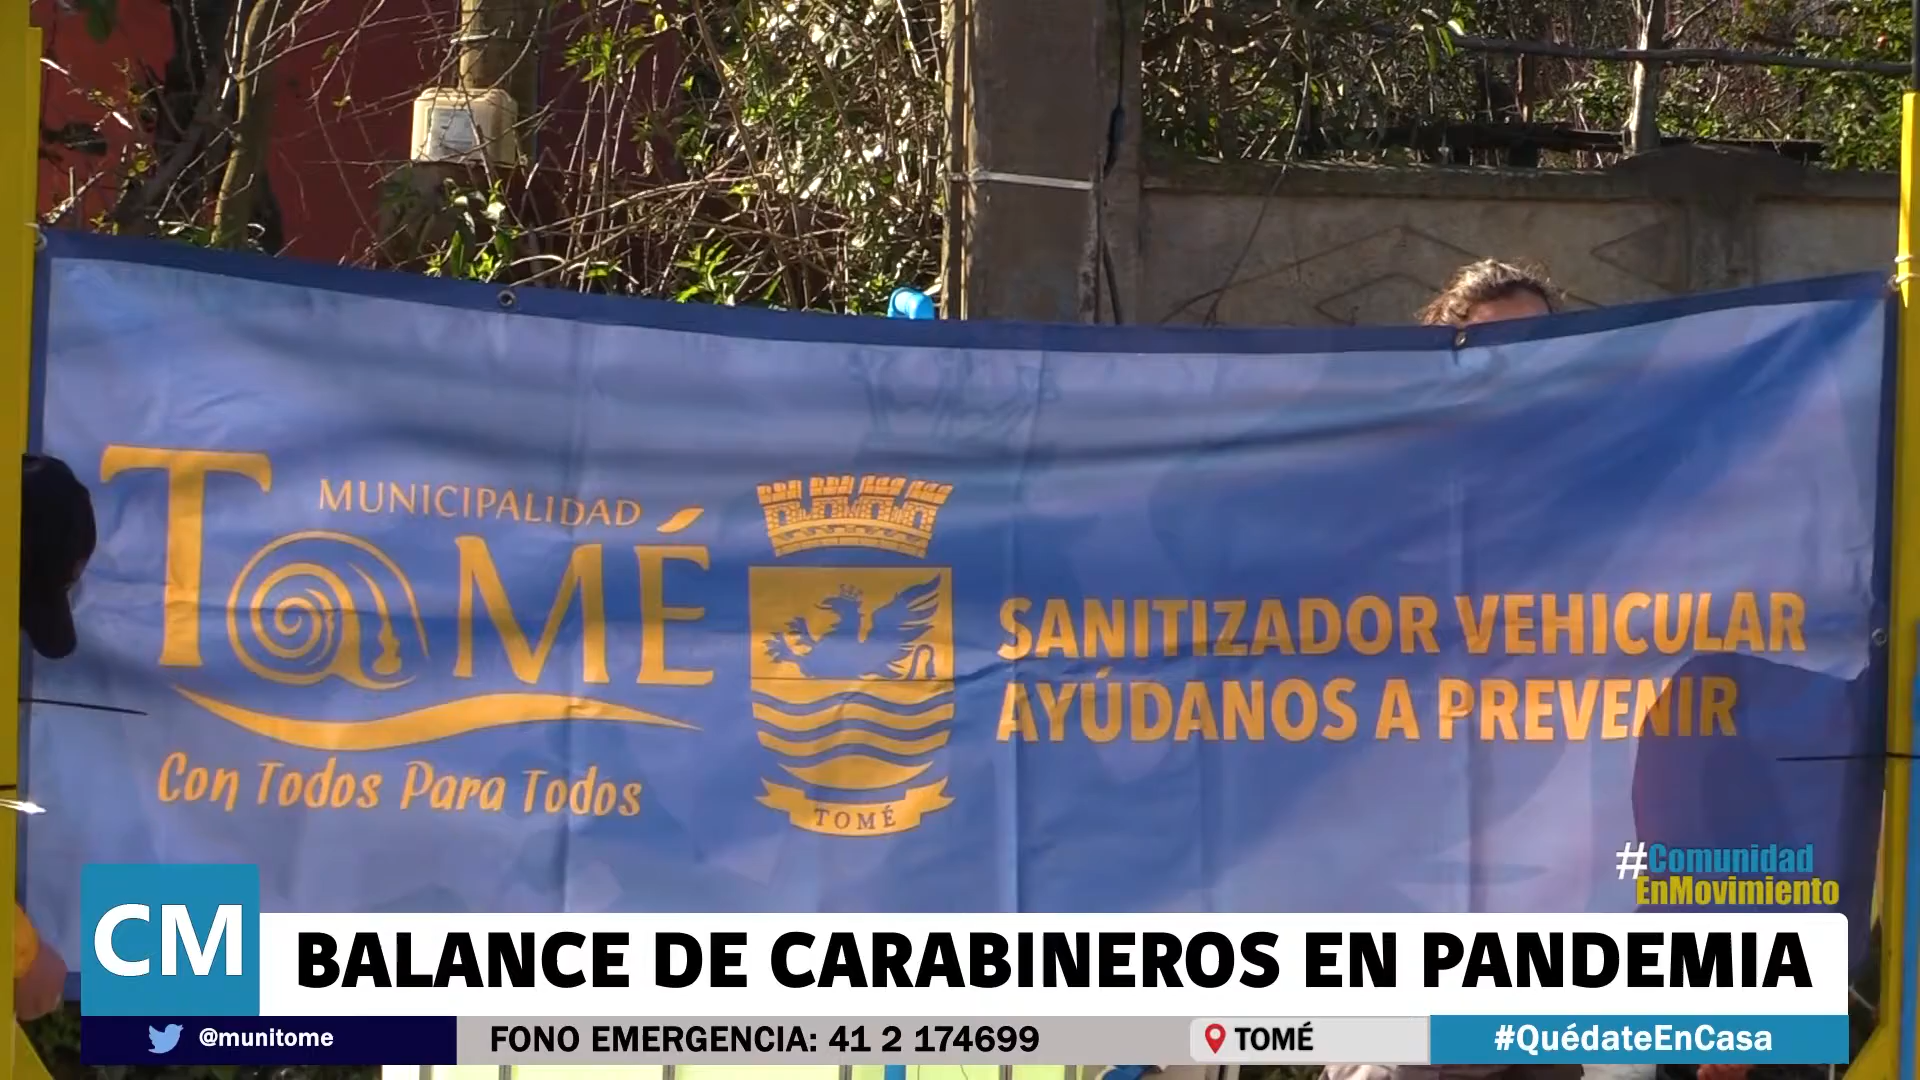 MUNICIPALIDAD
TOMÉ
Con Todos Para Todos
TOMÉ
SANITIZADOR VEHICULAR
AYÚDANOS A PREVENIR
#Comunidad
EnMovimiento
CM
BALANCE DE CARABINEROS EN PANDEMIA
@munitome
FONO EMERGENCIA: 41 2 174699
TOMÉ
#QuédateEnCasa